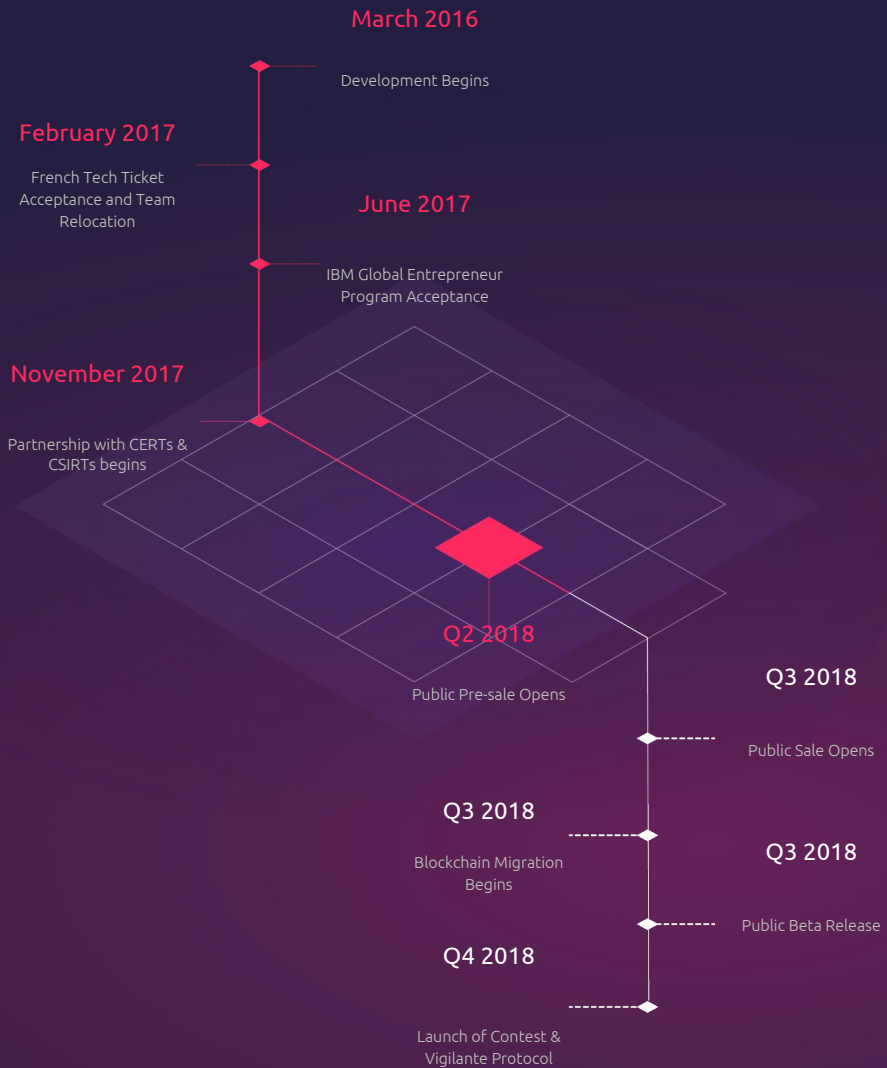 March 2016
Development Begins
February 2017
French Tech Ticket
Acceptance and Team
Relocation
June 2017
IBM Global Entrepreneur
Program Acceptance
November 2017
Partnership with CERTs &
CSIRTs begins
Q2 2018
Public Pre-sale Opens
Q3 2018
Public Sale Opens
Q3 2018
Blockchain Migration
Begins
Q3 2018
Public Beta Release
Q4 2018
Launch of Contest &
Vigilante Protocol